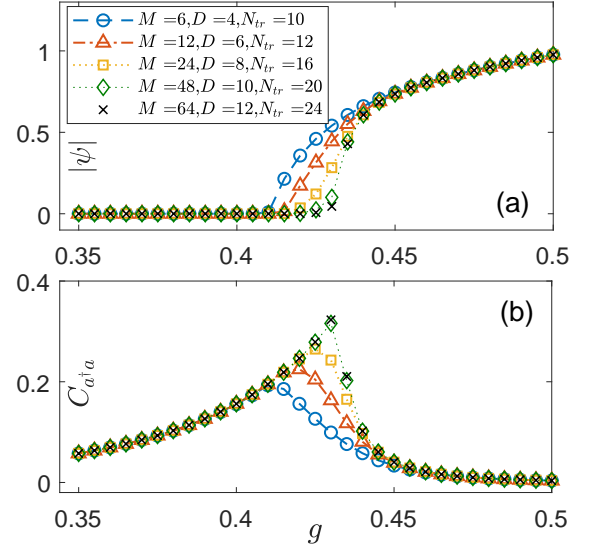 M=6,D=4,N_tr=10
M=12,D=6,N_tr=12
M=24,D=8,N_tr=16
M=48,D=10,N_tr=20
M=64,D=12,N_tr=24
1
0.5
0
|ψ|
(a)
0.35 0.4 0.45 0.5
0.4
0.2
0
C_{a†a}
(b)
0.35 0.4 0.45 0.5
g